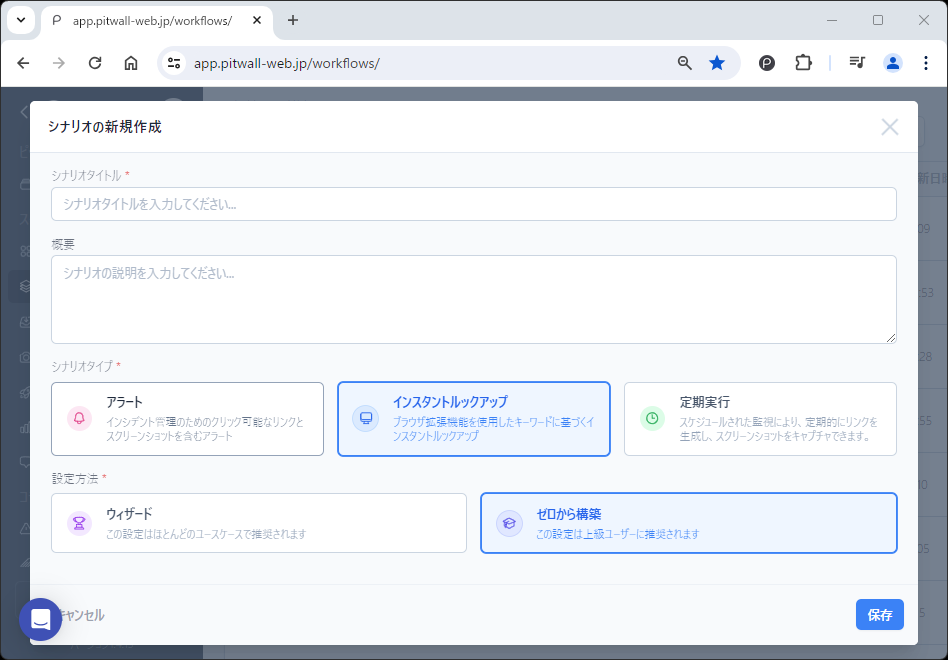 app.pitwall-web.jp/workflows/
app.pitwall-web.jp/workflows/
シナリオの新規作成
シナリオタイトル *
シナリオタイトルを入力してください...
概要
シナリオの説明を入力してください...
シナリオタイプ *
アラート
インシデント管理のためのクリック可能なリンクと
スクリーンショットを含むアラート
インスタントルックアップ
ブラウザ拡張機能を使用したキーワードに基づくイ
ンスタントルックアップ
定期実行
スケジュールされた監視により、定期的にリンクを
生成し、スクリーンショットをキャプチャできます。
設定方法 *
ウィザード
この設定はほとんどのユースケースで推奨されます
ゼロから構築
この設定は上級ユーザーに推奨されます
キャンセル
保存